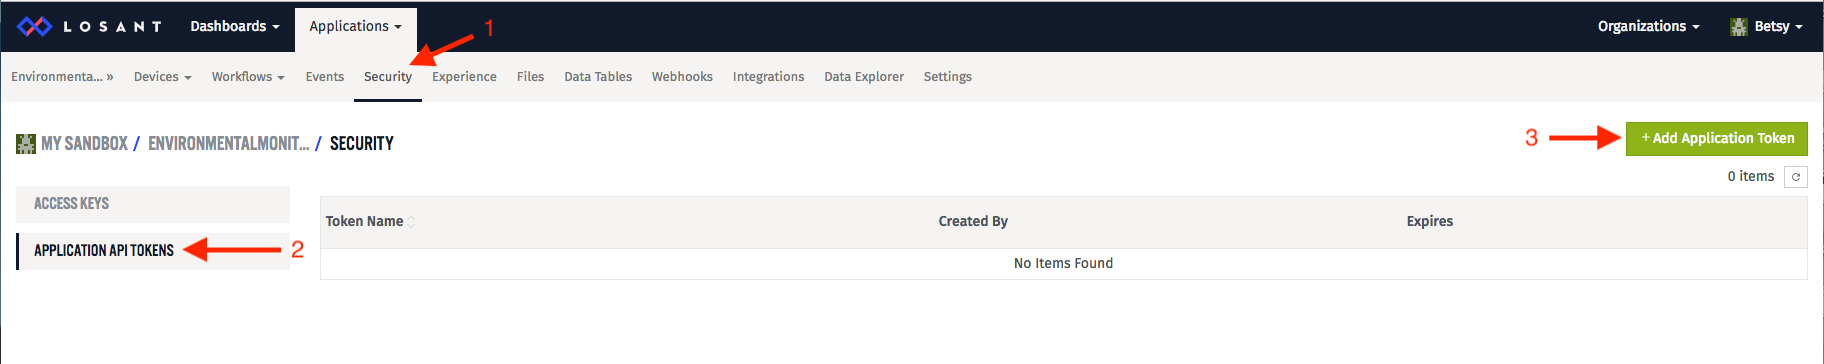 LOSANT Dashboards Applications 1 Organizations Betsy
Environmenta... » Devices Workflows Events Security Experience Files Data Tables Webhooks Integrations Data Explorer Settings
MY SANDBOX / ENVIRONMENTALMONIT... / SECURITY 3 + Add Application Token
0 items
ACCESS KEYS
Token Name Created By Expires
APPLICATION API TOKENS 2
No Items Found